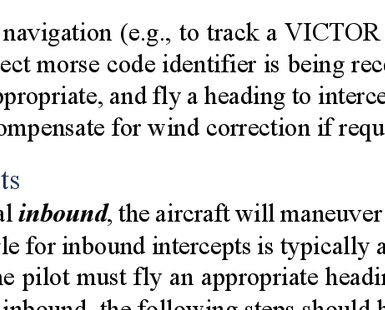 navigation (e.g., to track a VICTOR
ect morse code identifier is being rec
ppropriate, and fly a heading to interce
ompensate for wind correction if requ
ts
al inbound, the aircraft will maneuver
le for inbound intercepts is typically a
he pilot must fly an appropriate headin
inbound, the following steps should b